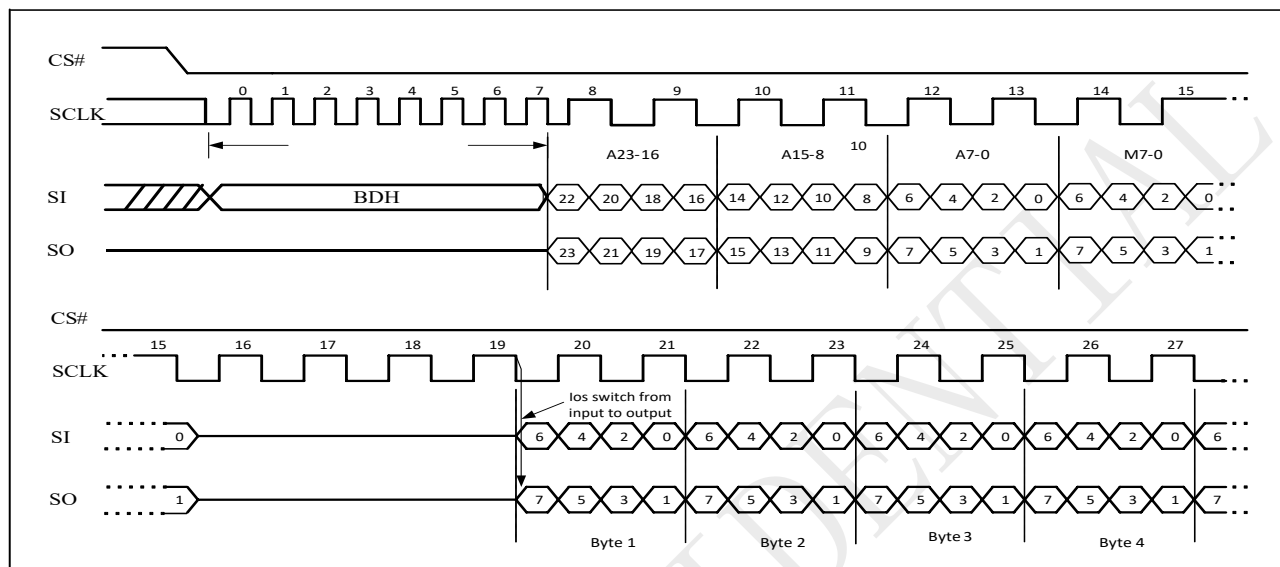 CS#
0 1 2 3 4 5 6 7 8 9 10 11 12 13 14 15
SCLK
A23-16 A15-8 10 A7-0 M7-0
SI BDH 22 20 18 16 14 12 10 8 6 4 2 0 6 4 2 0
SO 23 21 19 17 15 13 11 9 7 5 3 1 7 5 3 1
CS#
15 16 17 18 19 20 21 22 23 24 25 26 27
SCLK
Ios switch from
input to output
SI 0 6 4 2 0 6 4 2 0 6 4 2 0 6 4 2 0 6
SO 1 7 5 3 1 7 5 3 1 7 5 3 1 7 5 3 1 7
Byte 1 Byte 2 Byte 3 Byte 4
DENTIAL